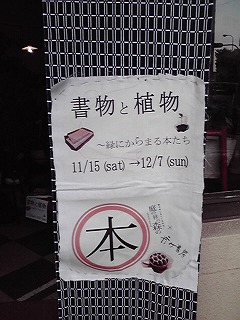 書物と植物
～緑にからまる本たち
11/15 (sat) →12/7 (sun)
本